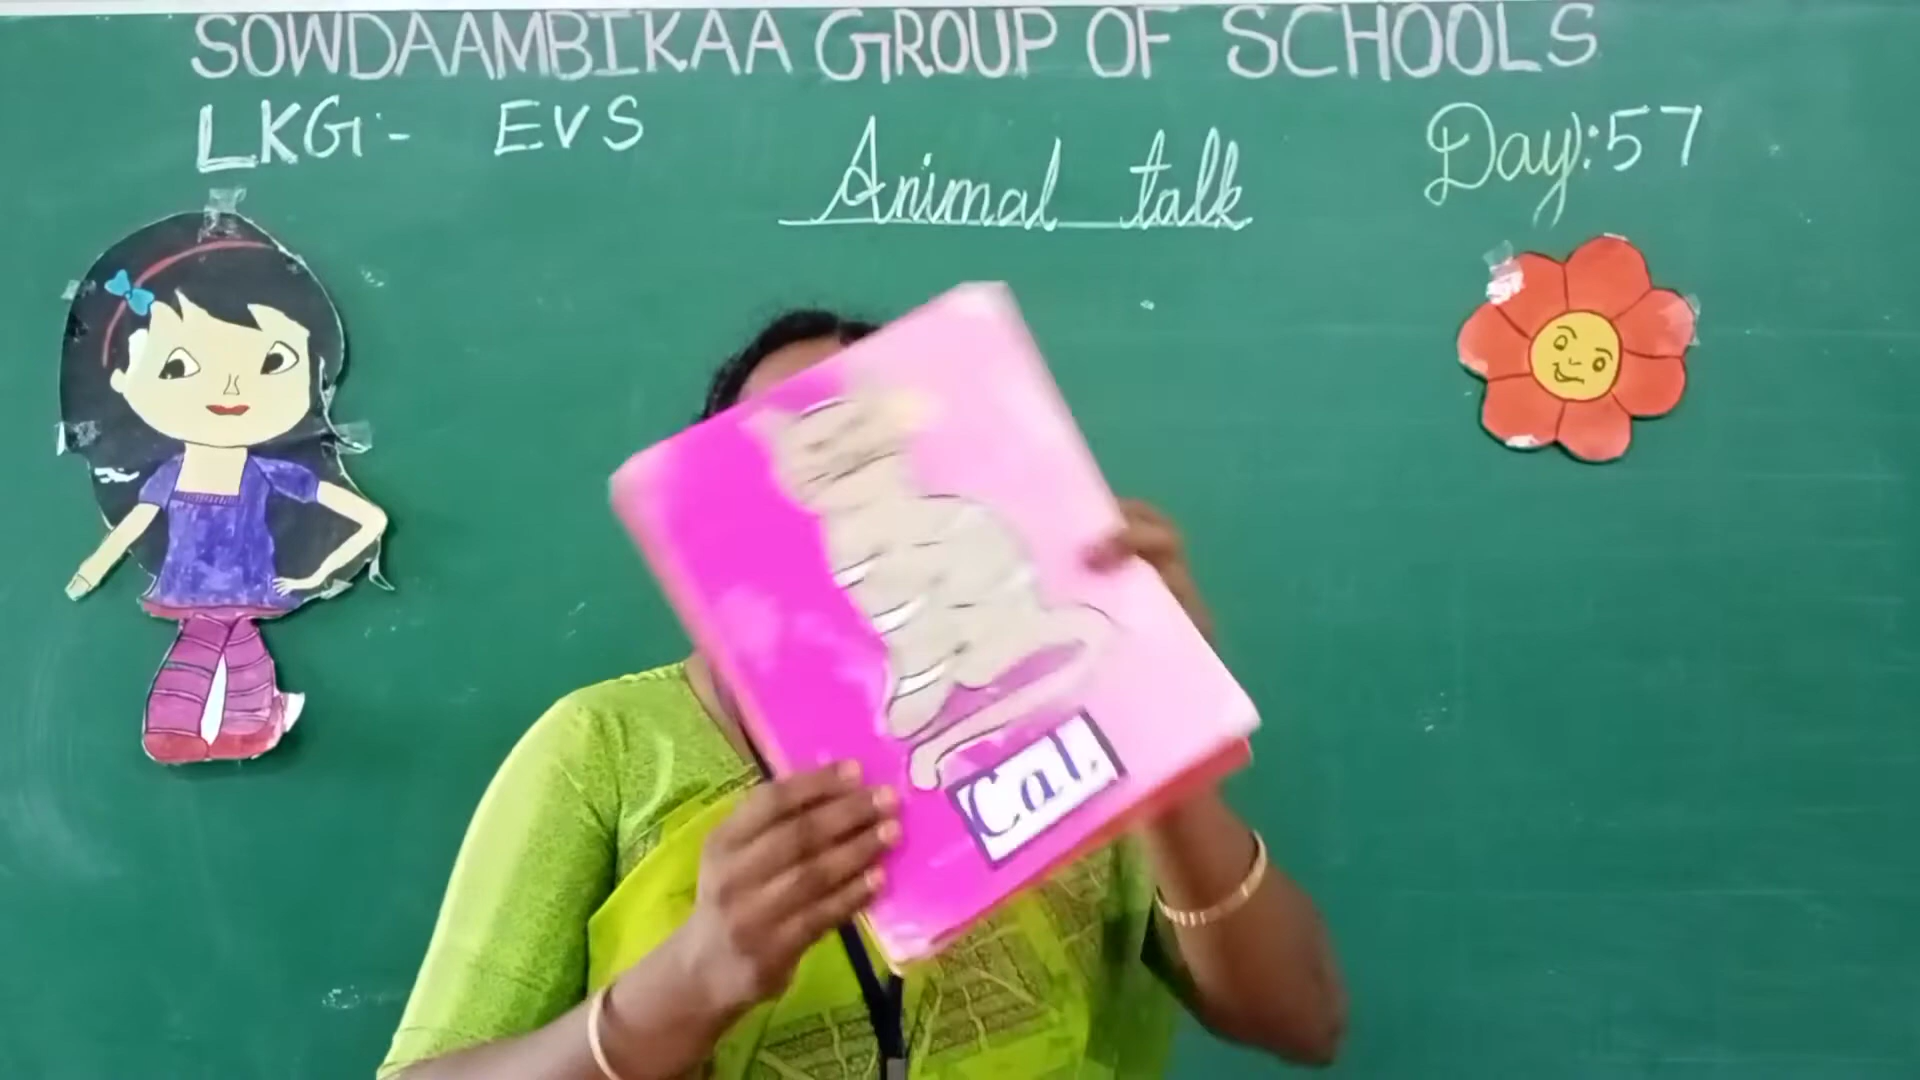 SOWDAAMBIKAA GROUP OF SCHOOLS
LKG:- EVS
Day:57
Animal talk
Cat